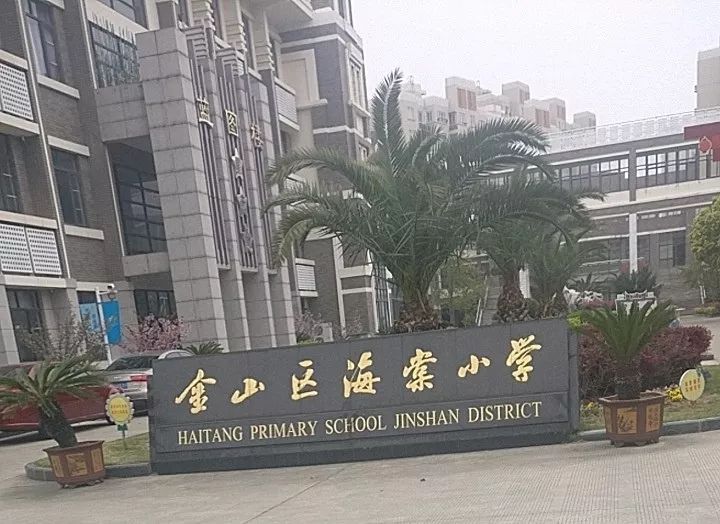 金山区海棠小学
HAITANG PRIMARY SCHOOL JINSHAN DISTRICT